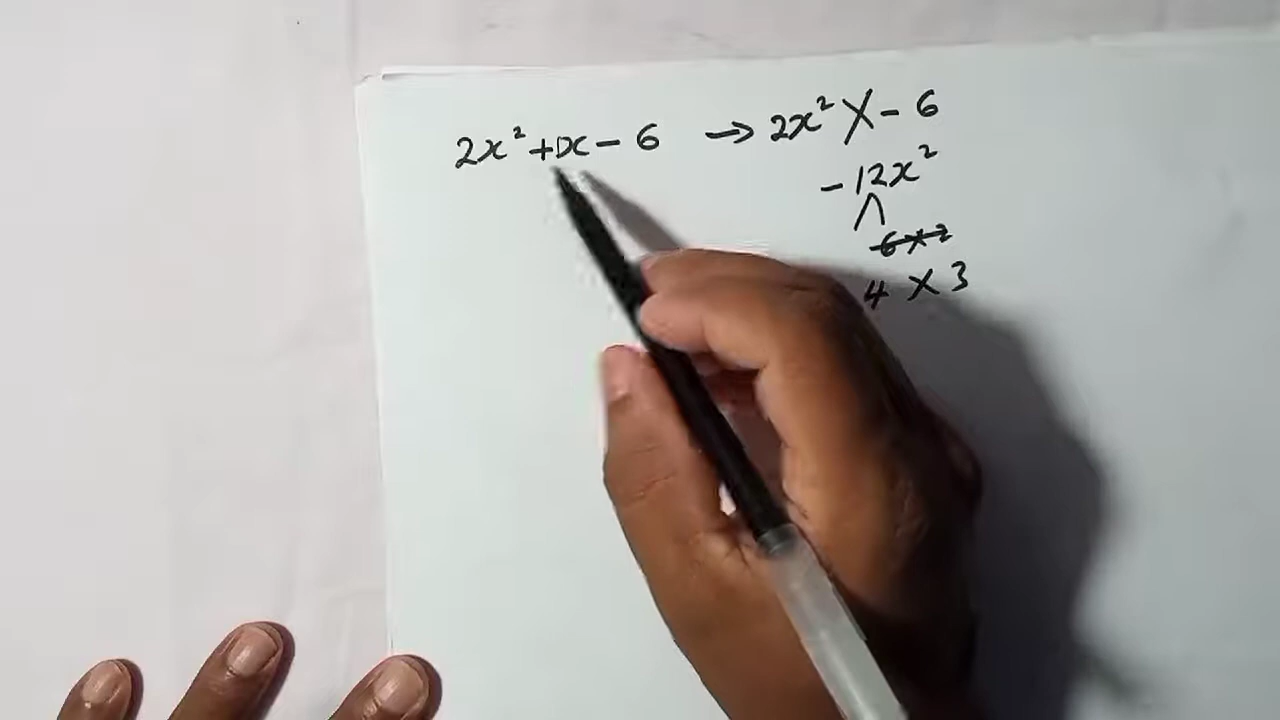 2x² + x - 6 → 2x² X - 6
- 12x²
∧
6 x 2
4 X 3